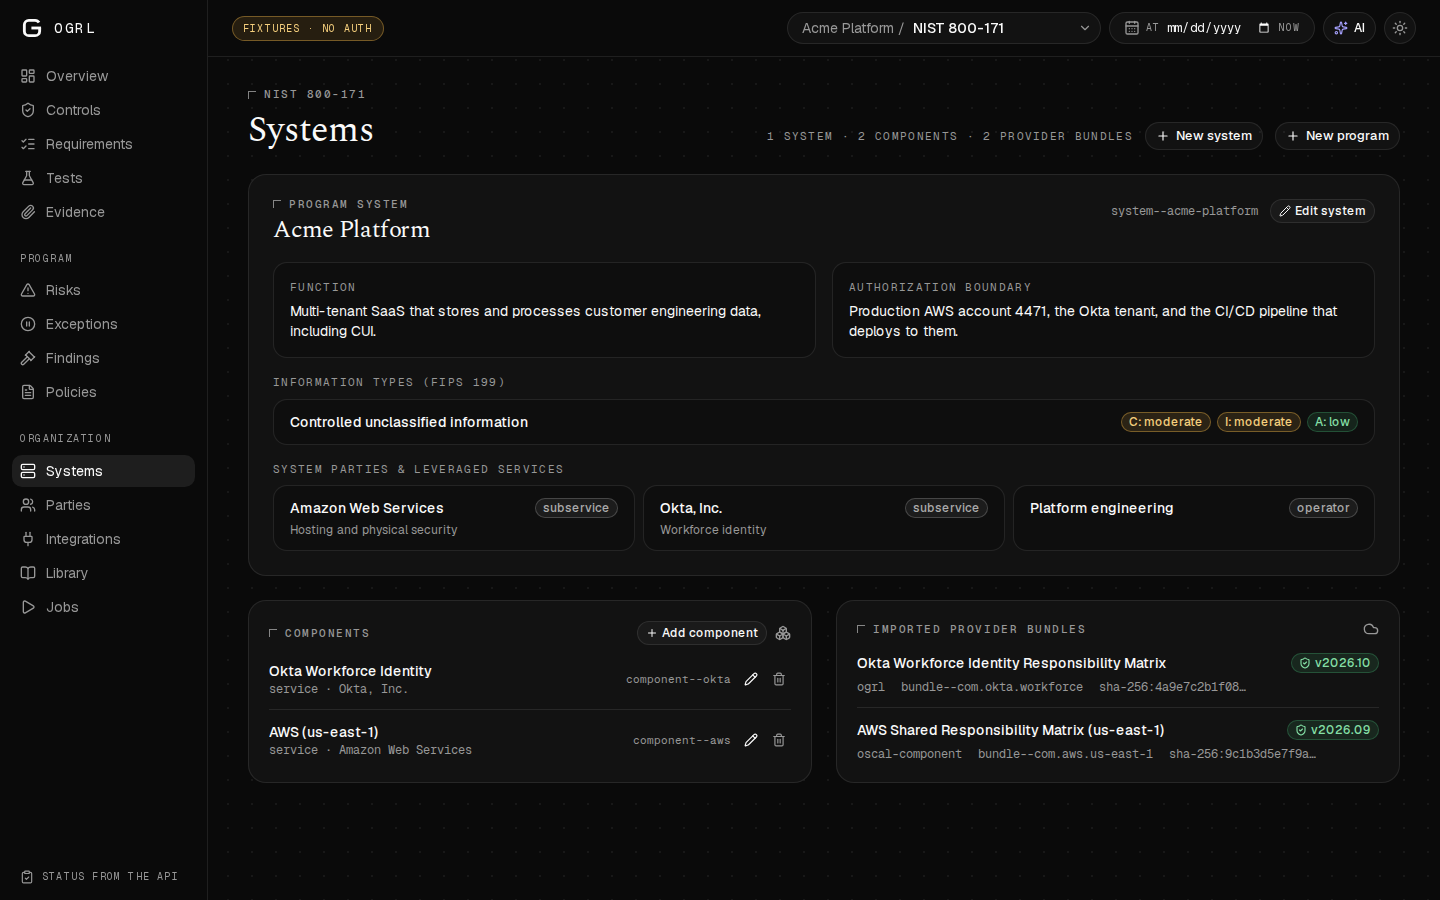 OGRL
FIXTURES · NO AUTH
Acme Platform / NIST 800-171
AT mm/dd/yyyy NOW
AI
Overview
Controls
Requirements
Tests
Evidence
PROGRAM
Risks
Exceptions
Findings
Policies
ORGANIZATION
Systems
Parties
Integrations
Library
Jobs
STATUS FROM THE API
NIST 800-171
Systems
1 SYSTEM · 2 COMPONENTS · 2 PROVIDER BUNDLES
New system
New program
PROGRAM SYSTEM
Acme Platform
system--acme-platform
Edit system
FUNCTION
Multi-tenant SaaS that stores and processes customer engineering data,
including CUI.
AUTHORIZATION BOUNDARY
Production AWS account 4471, the Okta tenant, and the CI/CD pipeline that
deploys to them.
INFORMATION TYPES (FIPS 199)
Controlled unclassified information
C: moderate
I: moderate
A: low
SYSTEM PARTIES & LEVERAGED SERVICES
Amazon Web Services
subservice
Hosting and physical security
Okta, Inc.
subservice
Workforce identity
Platform engineering
operator
COMPONENTS
Add component
Okta Workforce Identity
service · Okta, Inc.
component--okta
AWS (us-east-1)
service · Amazon Web Services
component--aws
IMPORTED PROVIDER BUNDLES
Okta Workforce Identity Responsibility Matrix
v2026.10
ogrl bundle--com.okta.workforce sha-256:4a9e7c2b1f08…
AWS Shared Responsibility Matrix (us-east-1)
v2026.09
oscal-component bundle--com.aws.us-east-1 sha-256:9c1b3d5e7f9a…